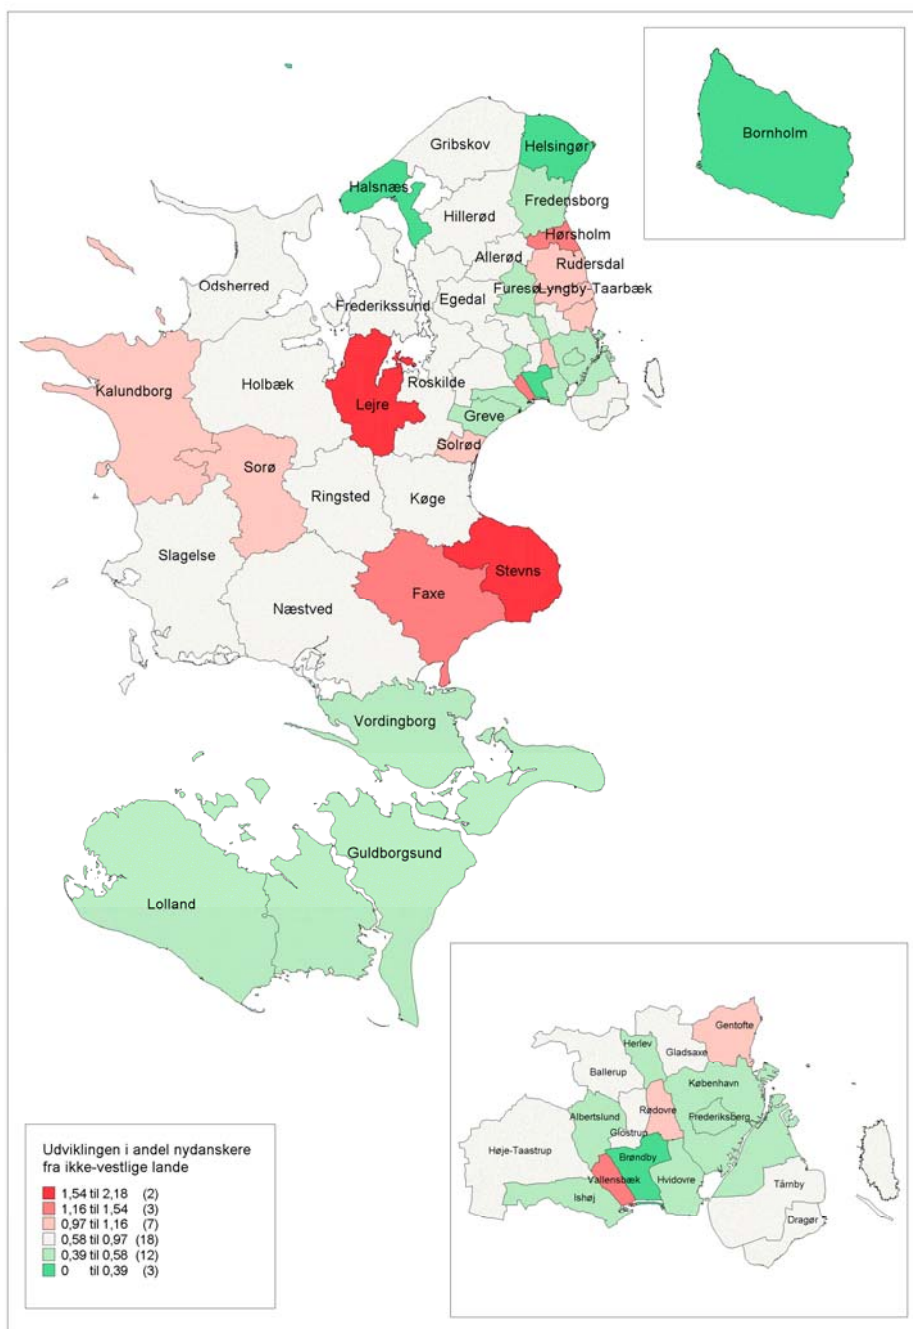 Bornholm
Gribskov
Helsingør
Halsnæs
Fredensborg
Hillerød
Hørsholm
Allerød
Rudersdal
Odsherred
Furesø
Lyngby-Taarbæk
Frederikssund
Egedal
Kalundborg
Holbæk
Roskilde
Lejre
Greve
Solrød
Sorø
Ringsted
Køge
Slagelse
Stevns
Faxe
Næstved
Vordingborg
Guldborgsund
Lolland
Gentofte
Herlev
Gladsaxe
Ballerup
København
Albertslund
Rødovre
Frederiksberg
Glostrup
Høje-Taastrup
Brøndby
Vallensbæk
Hvidovre
Ishøj
Tårnby
Dragør
Udviklingen i andel nydanskere
fra ikke-vestlige lande
1,54 til 2,18 (2)
1,16 til 1,54 (3)
0,97 til 1,16 (7)
0,58 til 0,97 (18)
0,39 til 0,58 (12)
0 til 0,39 (3)